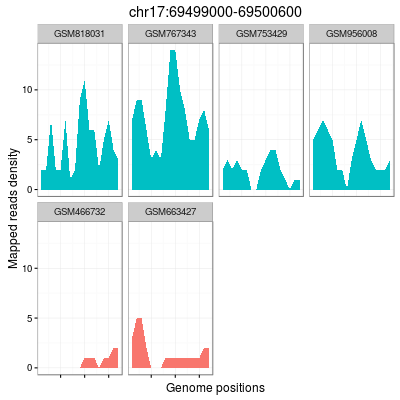 chr17:69499000-69500600
GSM818031 GSM767343 GSM753429 GSM956008
10
5
0
GSM466732 GSM663427
10
5
0
Mapped reads density
Genome positions